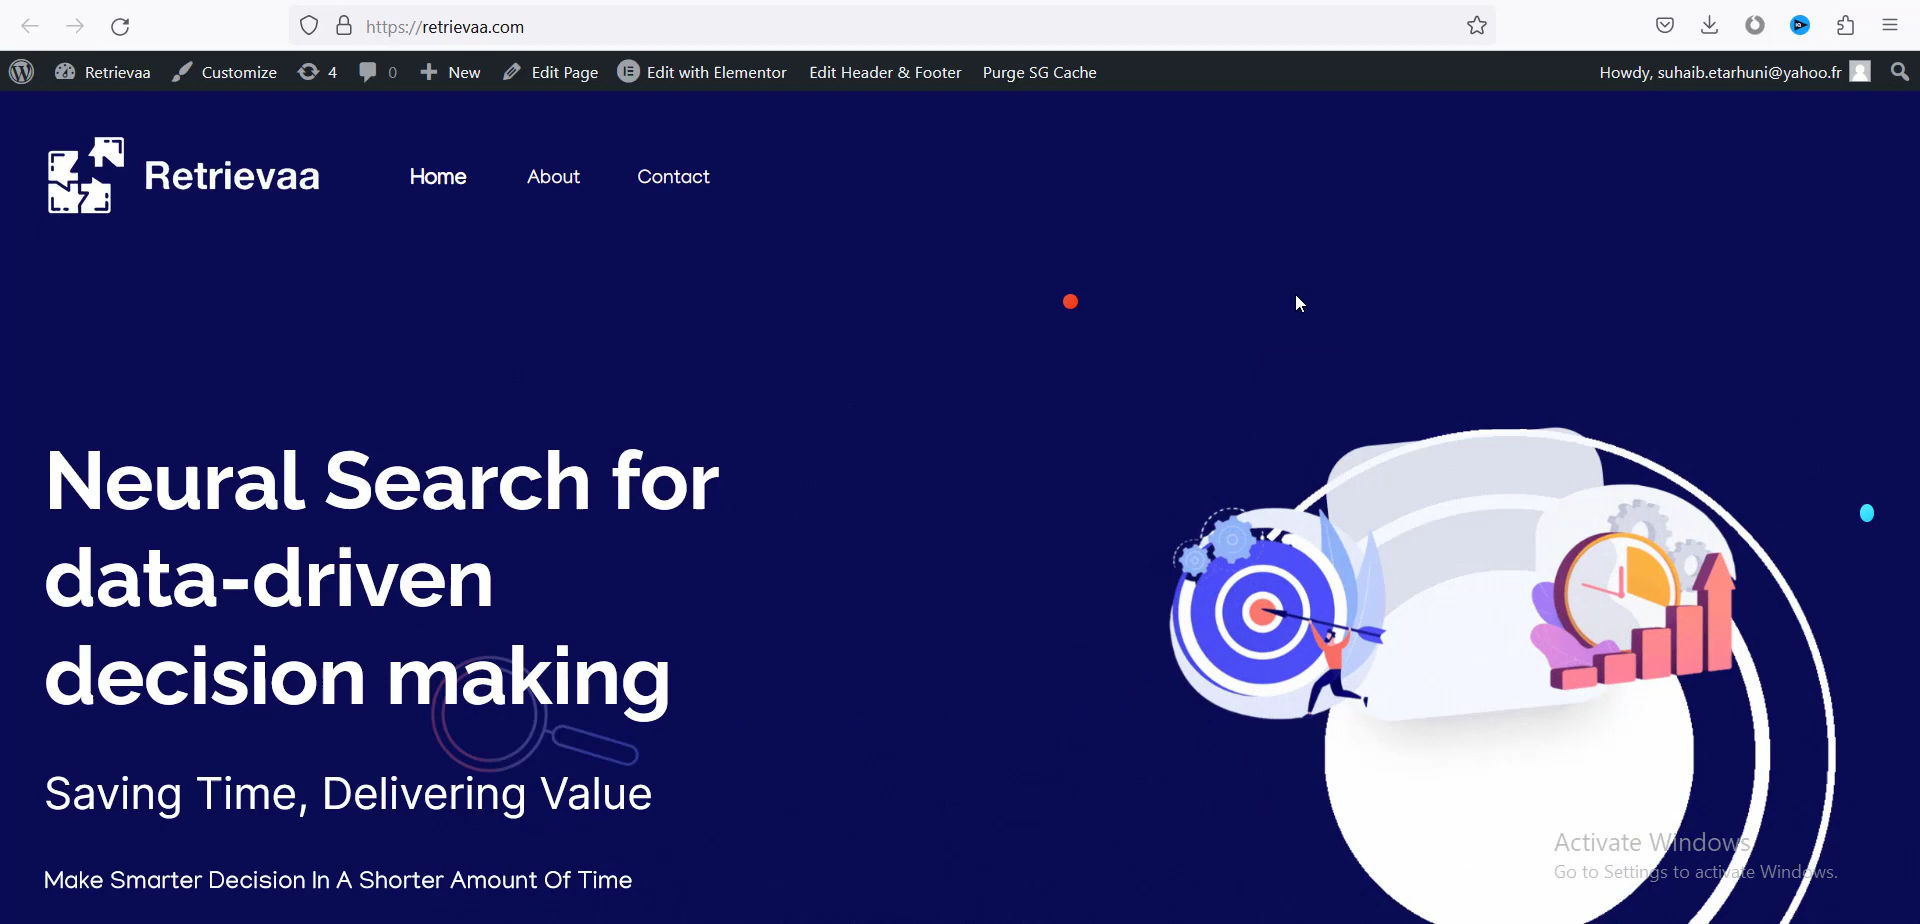 https://retrievaa.com
Retrievaa
Customize
4
0
New
Edit Page
Edit with Elementor
Edit Header & Footer
Purge SG Cache
Howdy, suhaib.etarhuni@yahoo.fr
Retrievaa
Home
About
Contact
Neural Search for
data-driven
decision making
Saving Time, Delivering Value
Make Smarter Decision In A Shorter Amount Of Time
Activate Windows
Go to Settings to activate Windows.